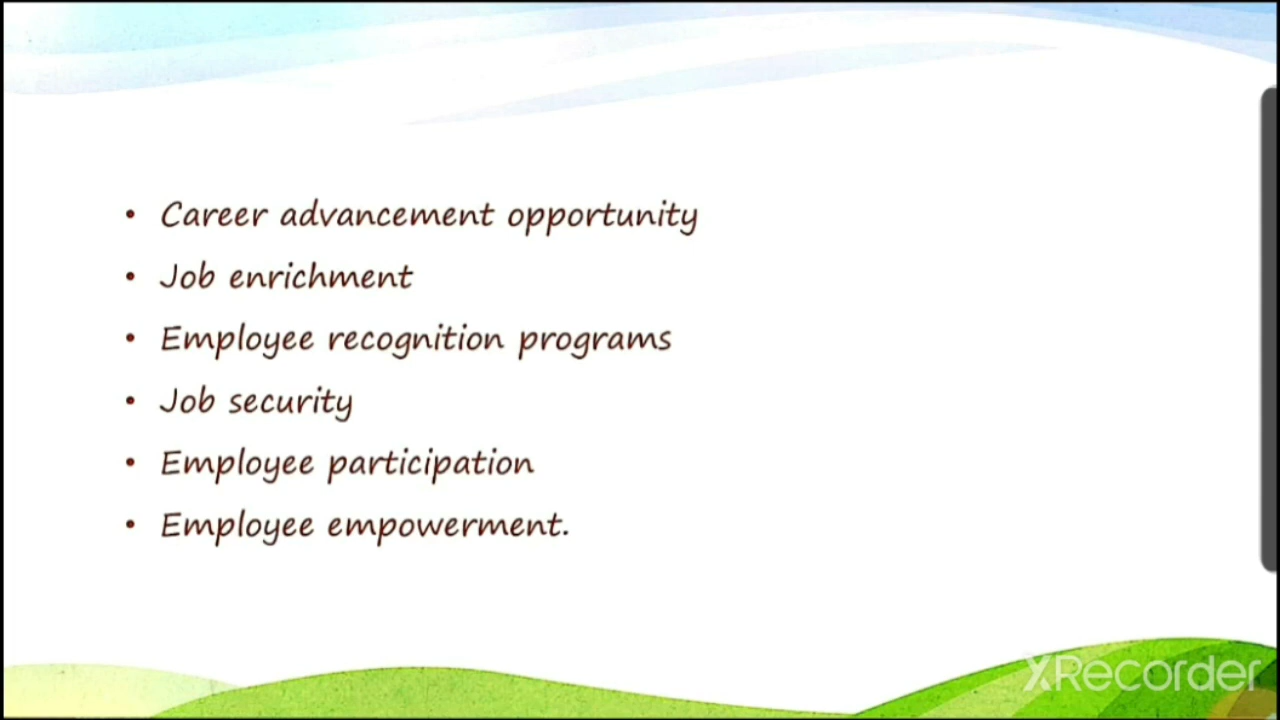 • Career advancement opportunity
• Job enrichment
• Employee recognition programs
• Job security
• Employee participation
• Employee empowerment.
XRecorder